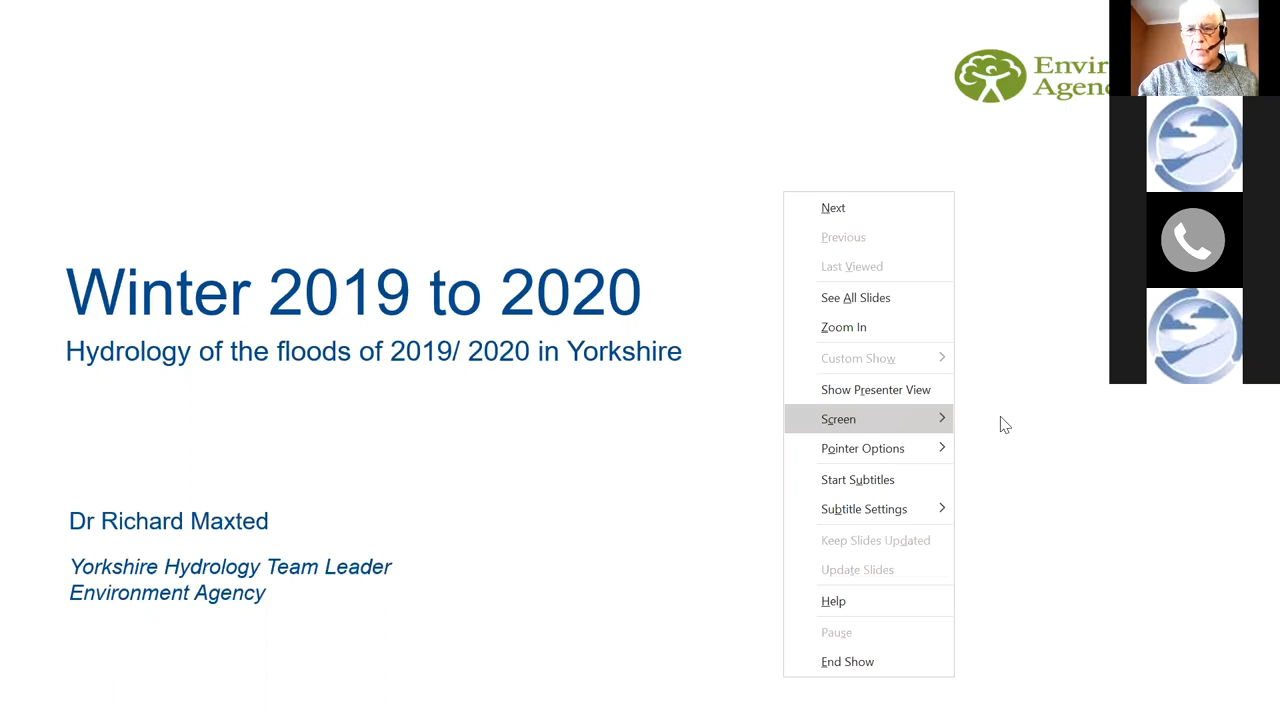 Envir
Agenc
Winter 2019 to 2020
Hydrology of the floods of 2019/ 2020 in Yorkshire
Dr Richard Maxted
Yorkshire Hydrology Team Leader
Environment Agency
Next
Previous
Last Viewed
See All Slides
Zoom In
Custom Show
Show Presenter View
Screen
Pointer Options
Start Subtitles
Subtitle Settings
Keep Slides Updated
Update Slides
Help
Pause
End Show